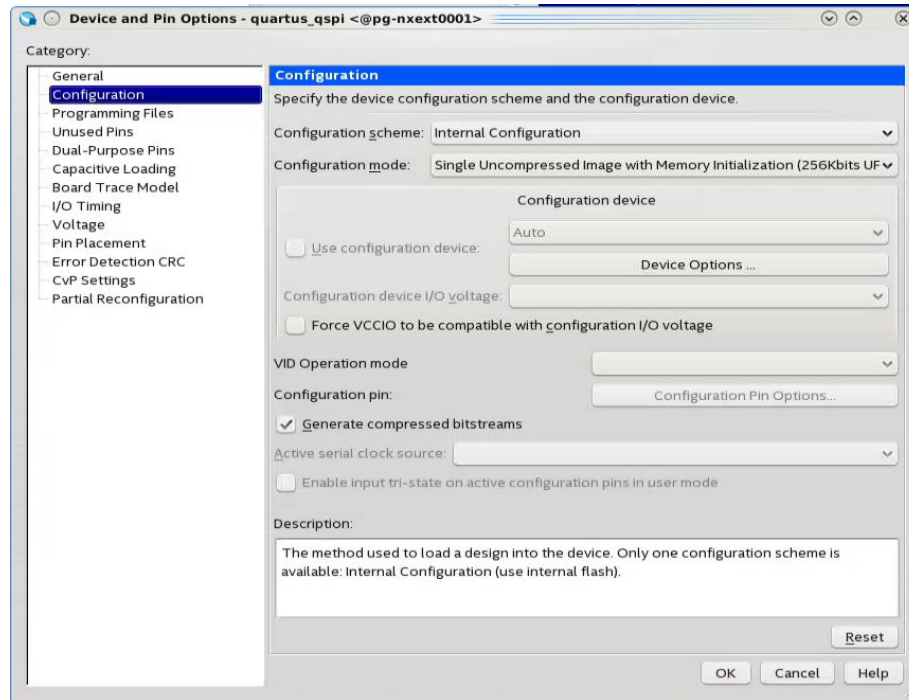 Device and Pin Options - quartus_qspi <@pg-nxext0001>
Category:
General
Configuration
Programming Files
Unused Pins
Dual-Purpose Pins
Capacitive Loading
Board Trace Model
I/O Timing
Voltage
Pin Placement
Error Detection CRC
CvP Settings
Partial Reconfiguration
Configuration
Specify the device configuration scheme and the configuration device.
Configuration scheme: Internal Configuration
Configuration mode: Single Uncompressed Image with Memory Initialization (256Kbits UF
Configuration device
Use configuration device: Auto
Device Options ...
Configuration device I/O voltage:
Force VCCIO to be compatible with configuration I/O voltage
VID Operation mode
Configuration pin: Configuration Pin Options...
Generate compressed bitstreams
Active serial clock source:
Enable input tri-state on active configuration pins in user mode
Description:
The method used to load a design into the device. Only one configuration scheme is
available: Internal Configuration (use internal flash).
Reset
OK Cancel Help